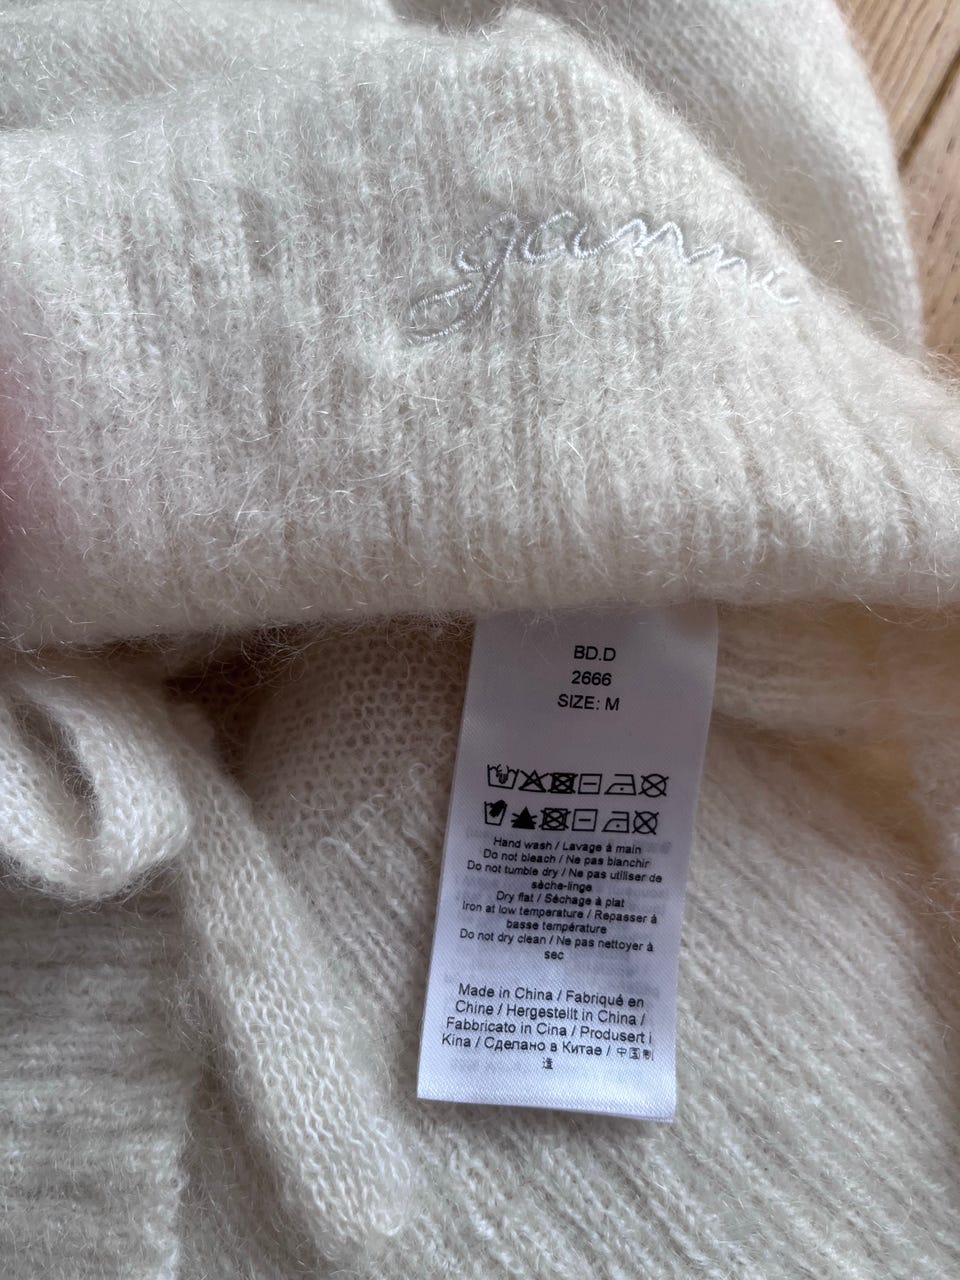 ganni
BD.D
2666
SIZE: M
Hand wash / Lavage à main
Do not bleach / Ne pas blanchir
Do not tumble dry / Ne pas utiliser de
sèche-linge
Dry flat / Séchage à plat
Iron at low temperature / Repasser à
basse température
Do not dry clean / Ne pas nettoyer à
sec
Made in China / Fabriqué en
Chine / Hergestellt in China /
Fabbricato in Cina / Produsert i
Kina / Сделано в Китае / 中国制
造